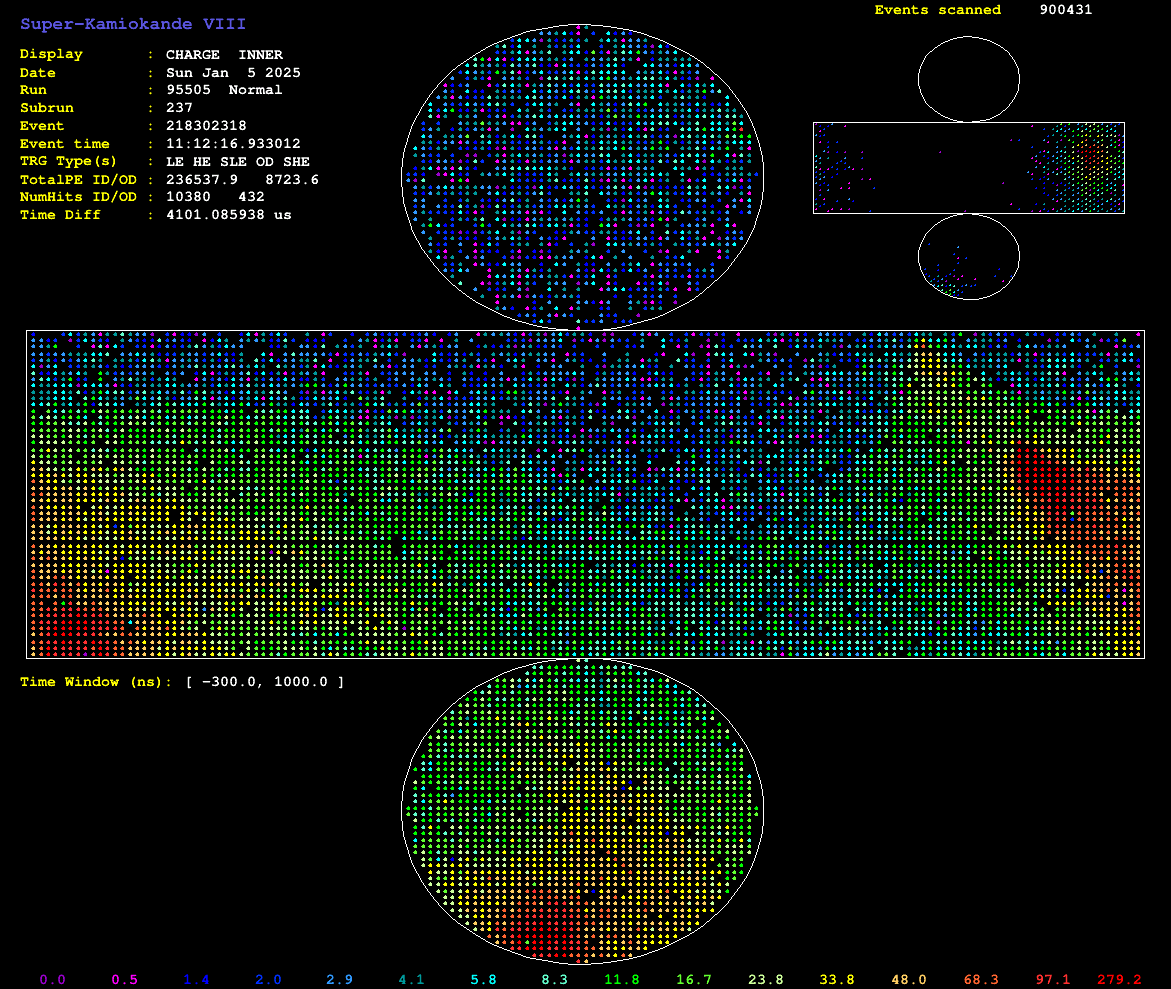 Super-Kamiokande VIII
Events scanned 900431
Display : CHARGE INNER
Date : Sun Jan 5 2025
Run : 95505 Normal
Subrun : 237
Event : 218302318
Event time : 11:12:16.933012
TRG Type(s) : LE HE SLE OD SHE
TotalPE ID/OD : 236537.9 8723.6
NumHits ID/OD : 10380 432
Time Diff : 4101.085938 us
Time Window (ns): [ -300.0, 1000.0 ]
0.0 0.5 1.4 2.0 2.9 4.1 5.8 8.3 11.8 16.7 23.8 33.8 48.0 68.3 97.1 279.2